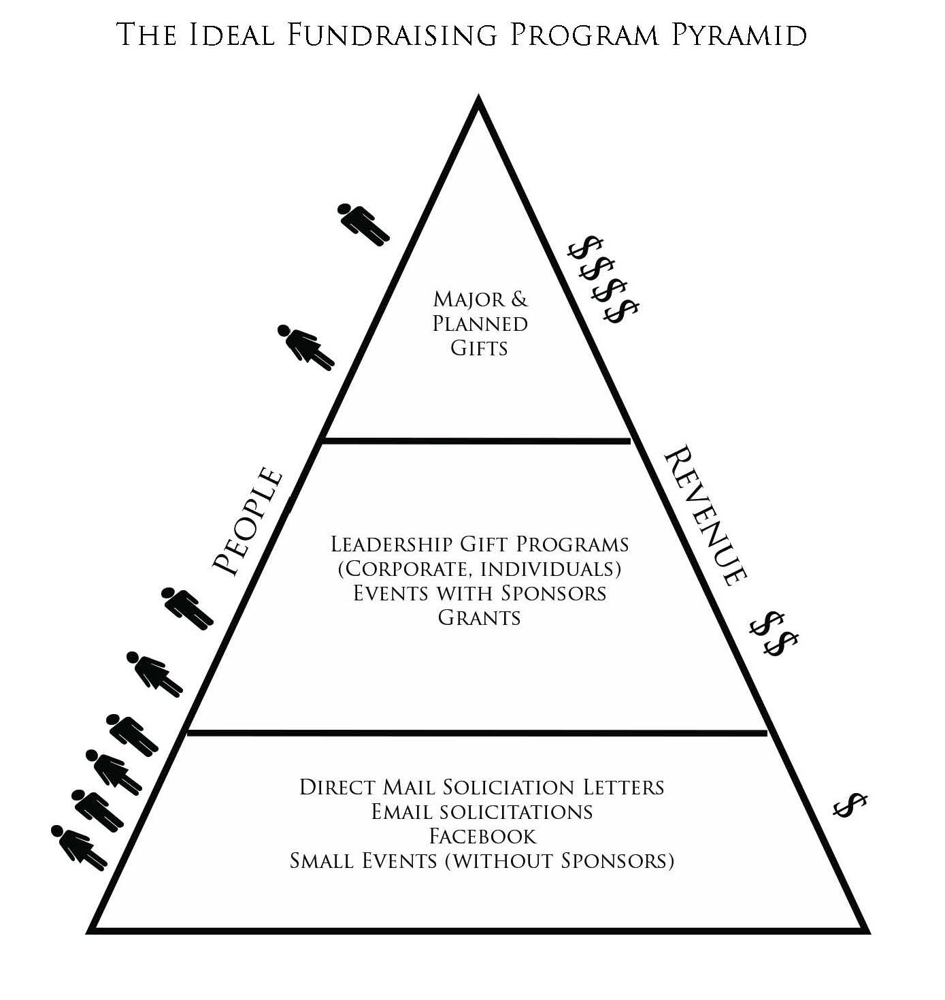 The Ideal Fundraising Program Pyramid
$$$$
Major &
Planned
Gifts
People
Revenue
Leadership Gift Programs
(Corporate, individuals)
Events with Sponsors
Grants
$$
Direct Mail Soliciation Letters
Email solicitations
Facebook
Small Events (without Sponsors)
$